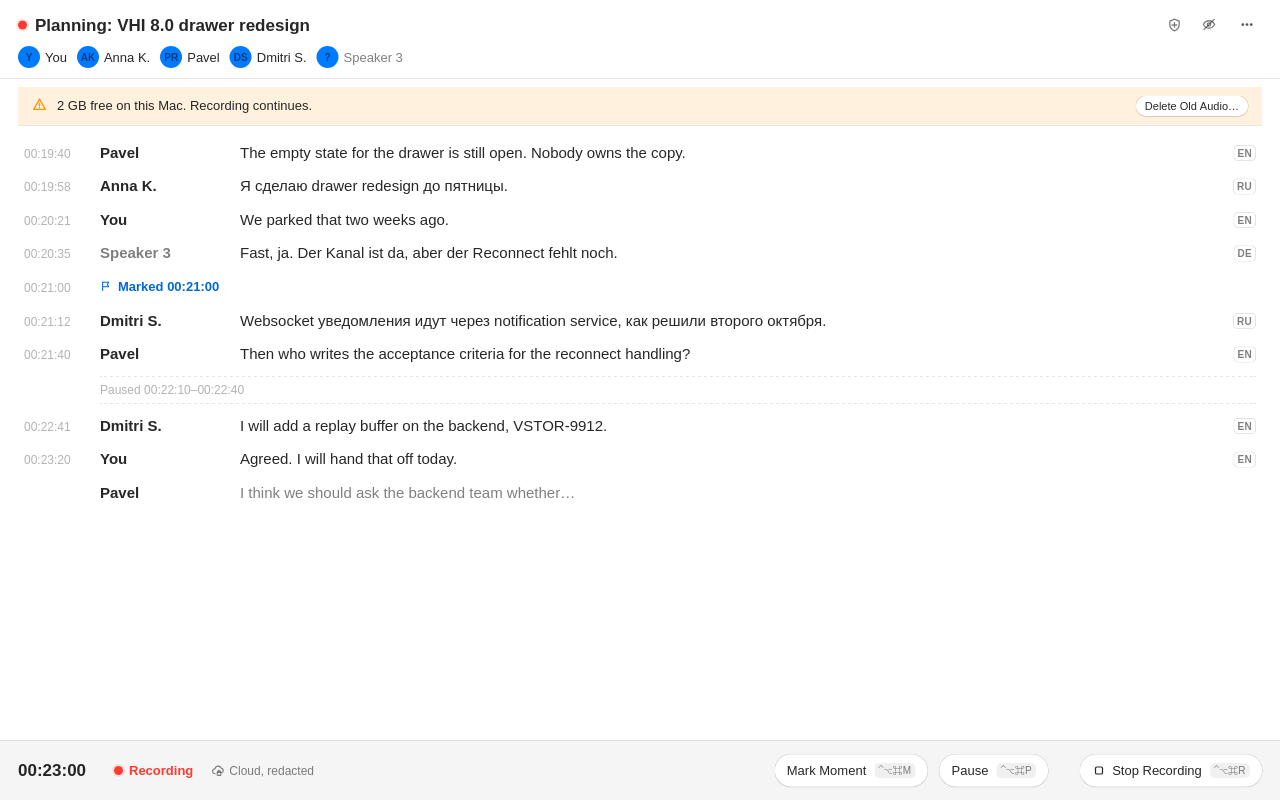 Planning: VHI 8.0 drawer redesign
Y You AK Anna K. PR Pavel DS Dmitri S. ? Speaker 3
2 GB free on this Mac. Recording continues. Delete Old Audio…
00:19:40 Pavel The empty state for the drawer is still open. Nobody owns the copy. EN
00:19:58 Anna K. Я сделаю drawer redesign до пятницы. RU
00:20:21 You We parked that two weeks ago. EN
00:20:35 Speaker 3 Fast, ja. Der Kanal ist da, aber der Reconnect fehlt noch. DE
00:21:00 Marked 00:21:00
00:21:12 Dmitri S. Websocket уведомления идут через notification service, как решили второго октября. RU
00:21:40 Pavel Then who writes the acceptance criteria for the reconnect handling? EN
Paused 00:22:10–00:22:40
00:22:41 Dmitri S. I will add a replay buffer on the backend, VSTOR-9912. EN
00:23:20 You Agreed. I will hand that off today. EN
Pavel I think we should ask the backend team whether…
00:23:00 Recording Cloud, redacted Mark Moment ^⌥⌘M Pause ^⌥⌘P Stop Recording ^⌥⌘R